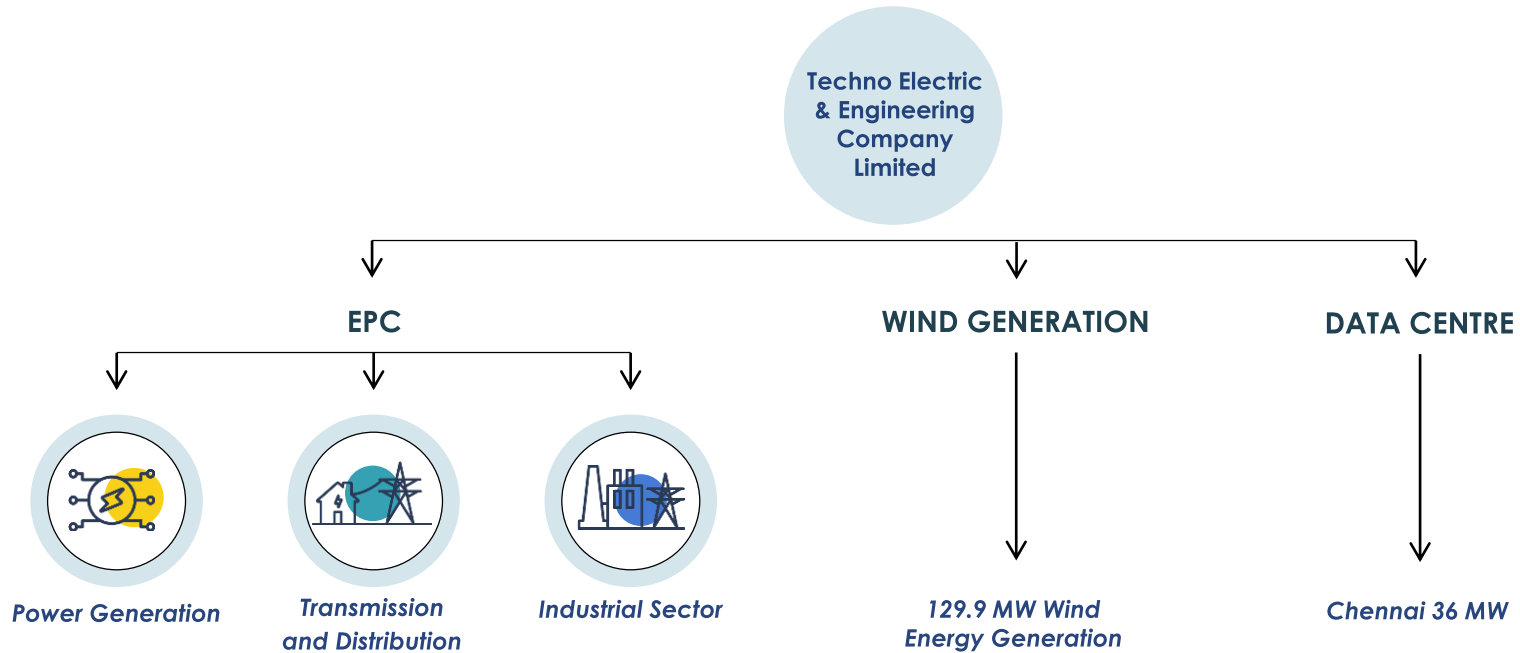 Techno Electric
& Engineering
Company
Limited
EPC
WIND GENERATION
DATA CENTRE
Power Generation
Transmission
and Distribution
Industrial Sector
129.9 MW Wind
Energy Generation
Chennai 36 MW